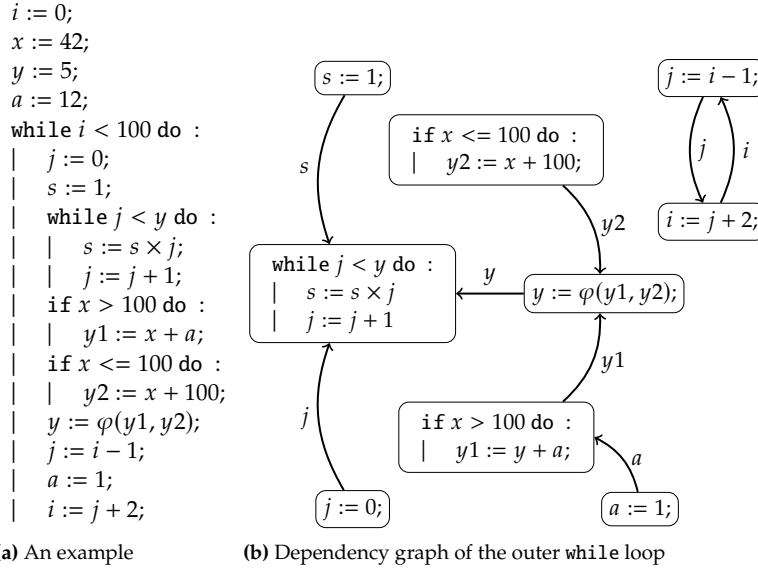 i := 0;
x := 42;
y := 5;
a := 12;
while i < 100 do :
| j := 0;
| s := 1;
| while j < y do :
| | s := s × j;
| | j := j + 1;
| if x > 100 do :
| | y1 := x + a;
| if x <= 100 do :
| | y2 := x + 100;
| y := φ(y1, y2);
| j := i − 1;
| a := 1;
| i := j + 2;
(a) An example
s := 1;
j := i − 1;
if x <= 100 do :
| y2 := x + 100;
s
j
i
y2
i := j + 2;
while j < y do :
| s := s × j
| j := j + 1
y
y := φ(y1, y2);
y1
if x > 100 do :
| y1 := y + a;
j
a
j := 0;
a := 1;
(b) Dependency graph of the outer while loop